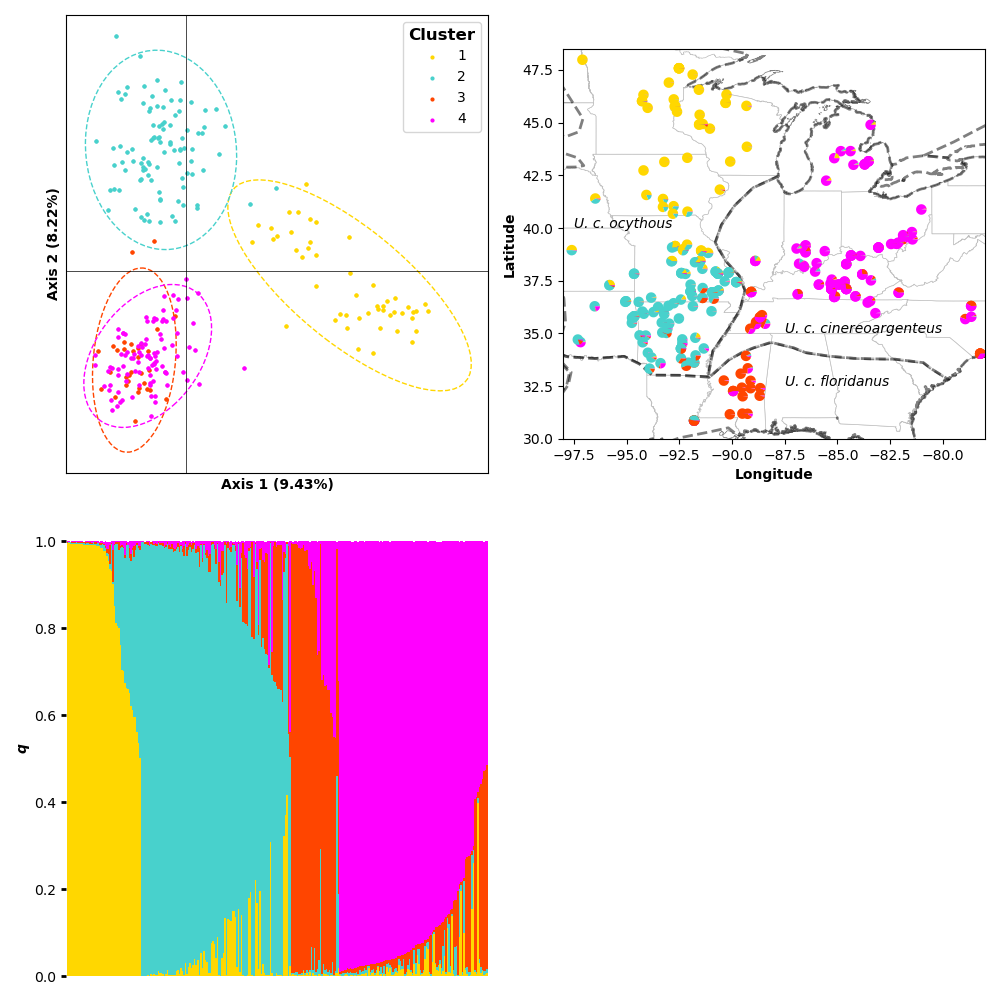 Cluster
1
2
3
4
Axis 2 (8.22%)
Axis 1 (9.43%)
47.5
45.0
42.5
40.0
37.5
35.0
32.5
30.0
Latitude
U. c. ocythous
U. c. cinereoargenteus
U. c. floridanus
−97.5 −95.0 −92.5 −90.0 −87.5 −85.0 −82.5 −80.0
Longitude
1.0
0.8
0.6
0.4
0.2
0.0
q